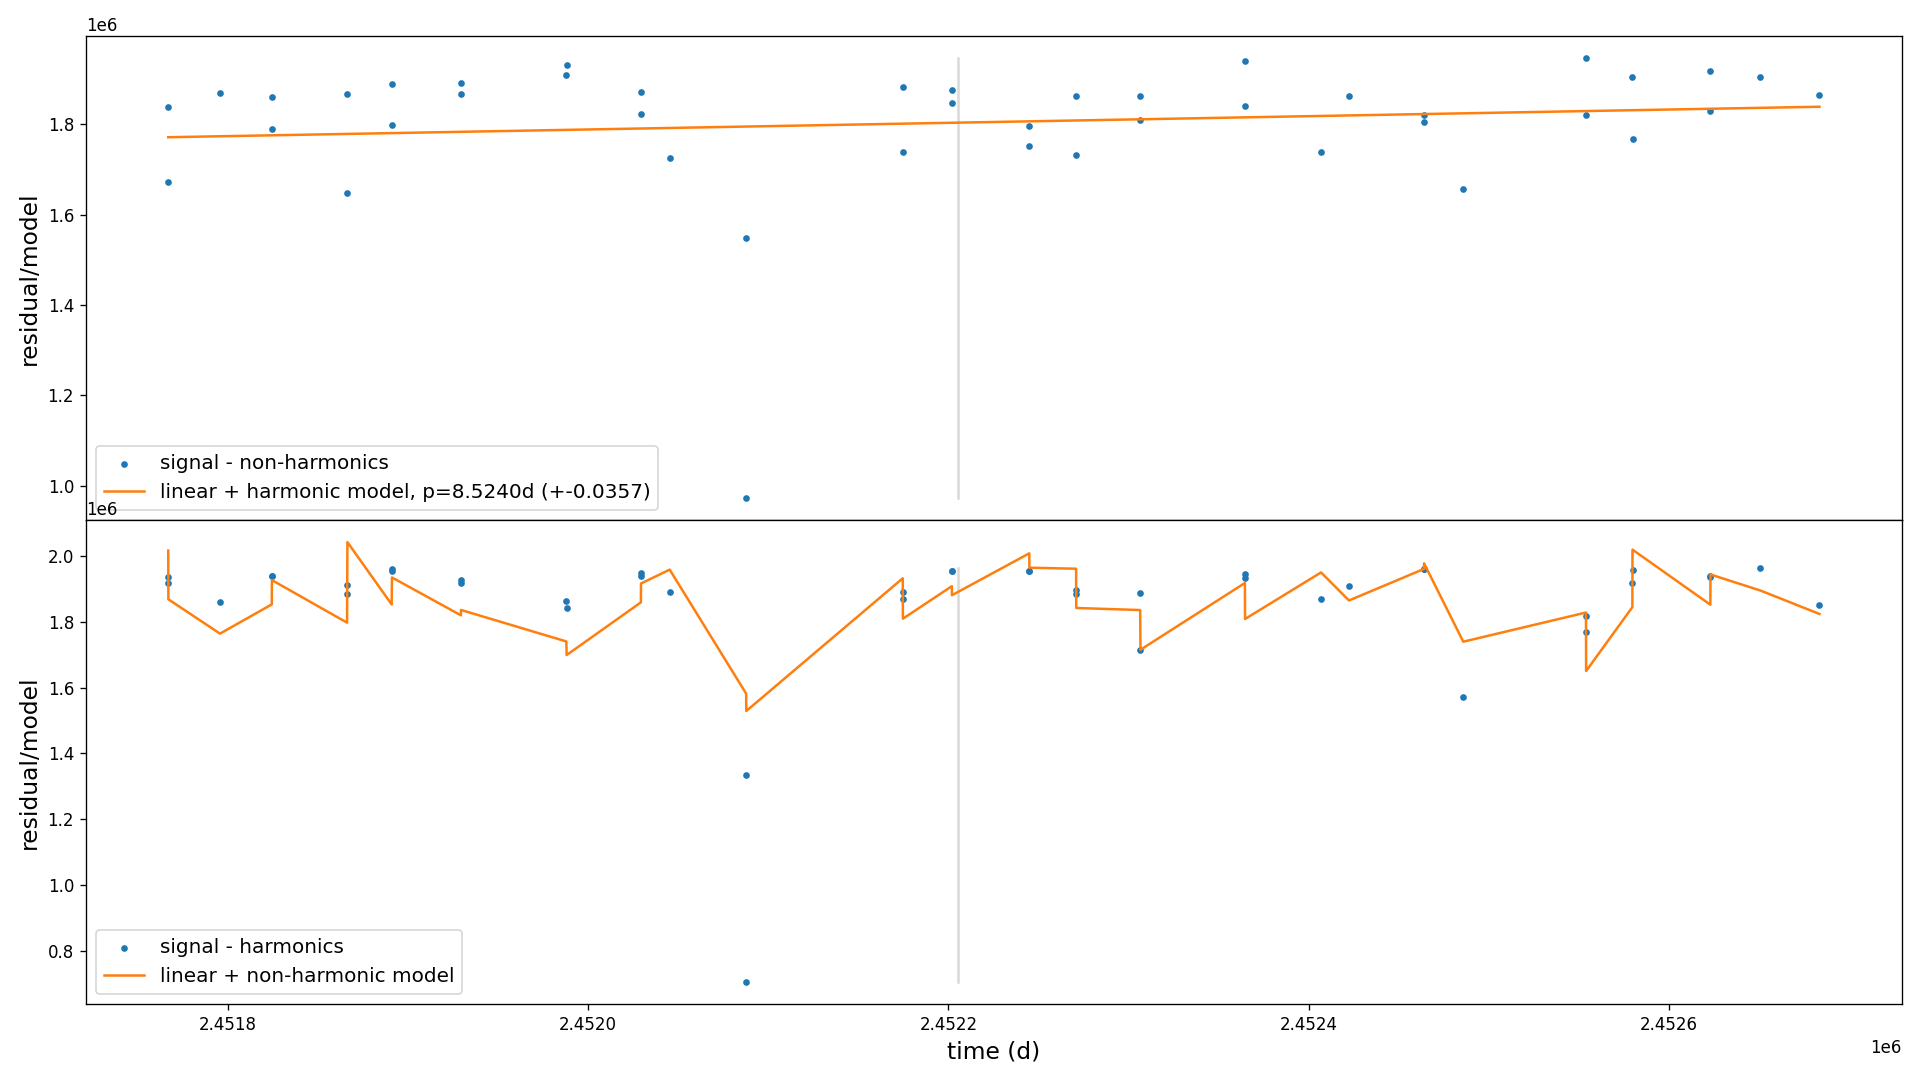 1e6
1.8
1.6
1.4
1.2
1.0
residual/model
signal - non-harmonics
linear + harmonic model, p=8.5240d (+-0.0357)
1e6
2.0
1.8
1.6
1.4
1.2
1.0
0.8
residual/model
signal - harmonics
linear + non-harmonic model
2.4518
2.4520
2.4522
2.4524
2.4526
time (d)
1e6